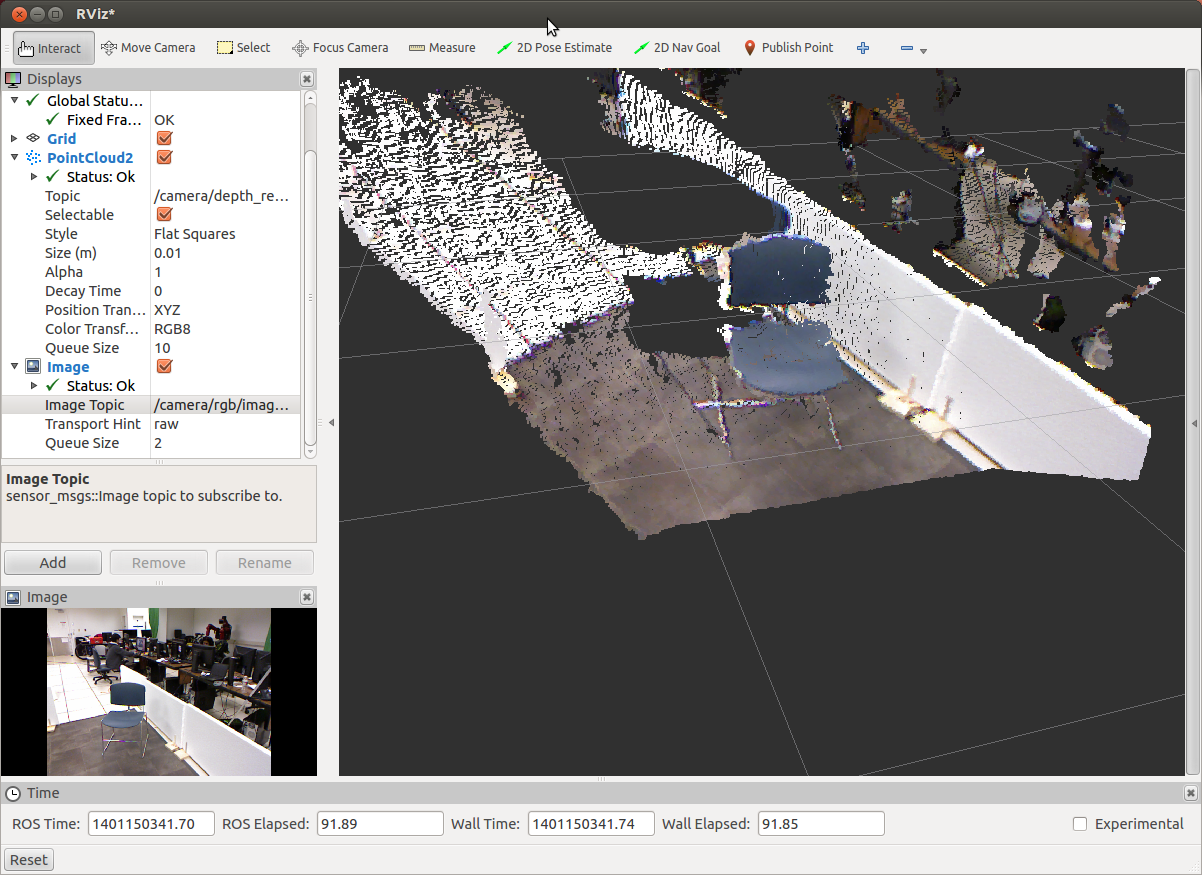 RViz*
Interact Move Camera Select Focus Camera Measure 2D Pose Estimate 2D Nav Goal Publish Point
Displays
Global Statu...
Fixed Fra... OK
Grid
PointCloud2
Status: Ok
Topic /camera/depth_re...
Selectable
Style Flat Squares
Size (m) 0.01
Alpha 1
Decay Time 0
Position Tran... XYZ
Color Transf... RGB8
Queue Size 10
Image
Status: Ok
Image Topic /camera/rgb/imag...
Transport Hint raw
Queue Size 2
Image Topic
sensor_msgs::Image topic to subscribe to.
Add Remove Rename
Image
Time
ROS Time: 1401150341.70 ROS Elapsed: 91.89 Wall Time: 1401150341.74 Wall Elapsed: 91.85 Experimental
Reset